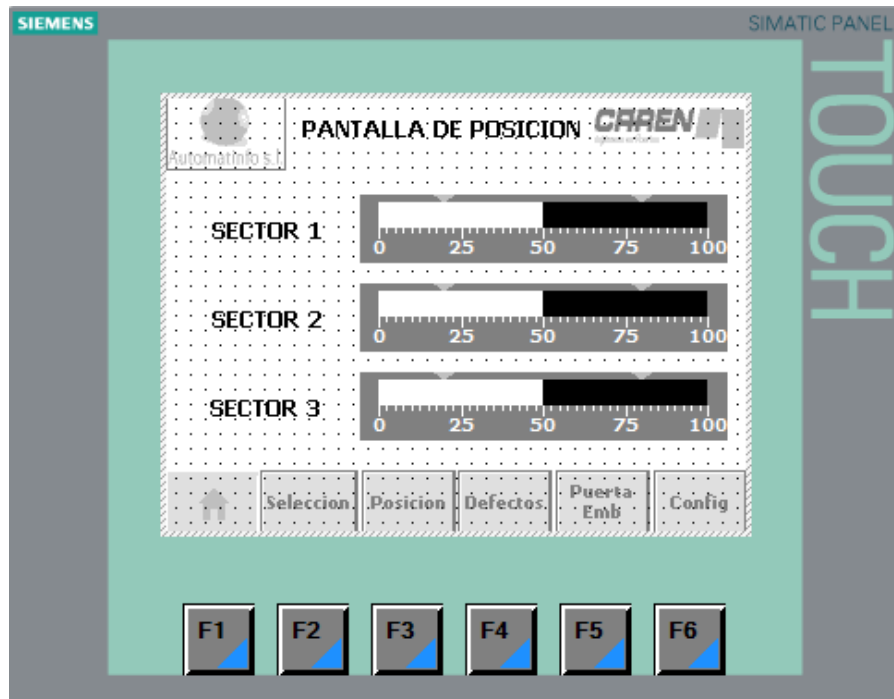 SIEMENS
SIMATIC PANEL
TOUCH
PANTALLA DE POSICION
CAREN
Automatinfo s.l.
SECTOR 1
0 25 50 75 100
SECTOR 2
0 25 50 75 100
SECTOR 3
0 25 50 75 100
Seleccion
Posicion
Defectos
Puerta
Emb
Config
F1 F2 F3 F4 F5 F6